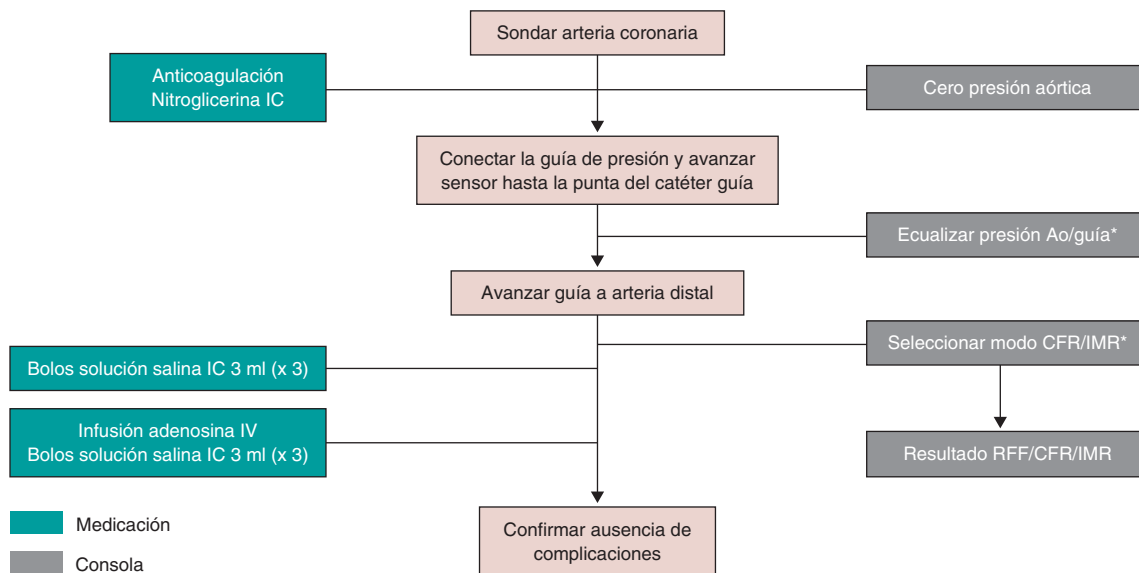 Sondar arteria coronaria
Anticoagulación
Nitroglicerina IC
Cero presión aórtica
Conectar la guía de presión y avanzar
sensor hasta la punta del catéter guía
Ecualizar presión Ao/guía*
Avanzar guía a arteria distal
Seleccionar modo CFR/IMR*
Bolos solución salina IC 3 ml (x 3)
Infusión adenosina IV
Bolos solución salina IC 3 ml (x 3)
Resultado RFF/CFR/IMR
Confirmar ausencia de
complicaciones
Medicación
Consola